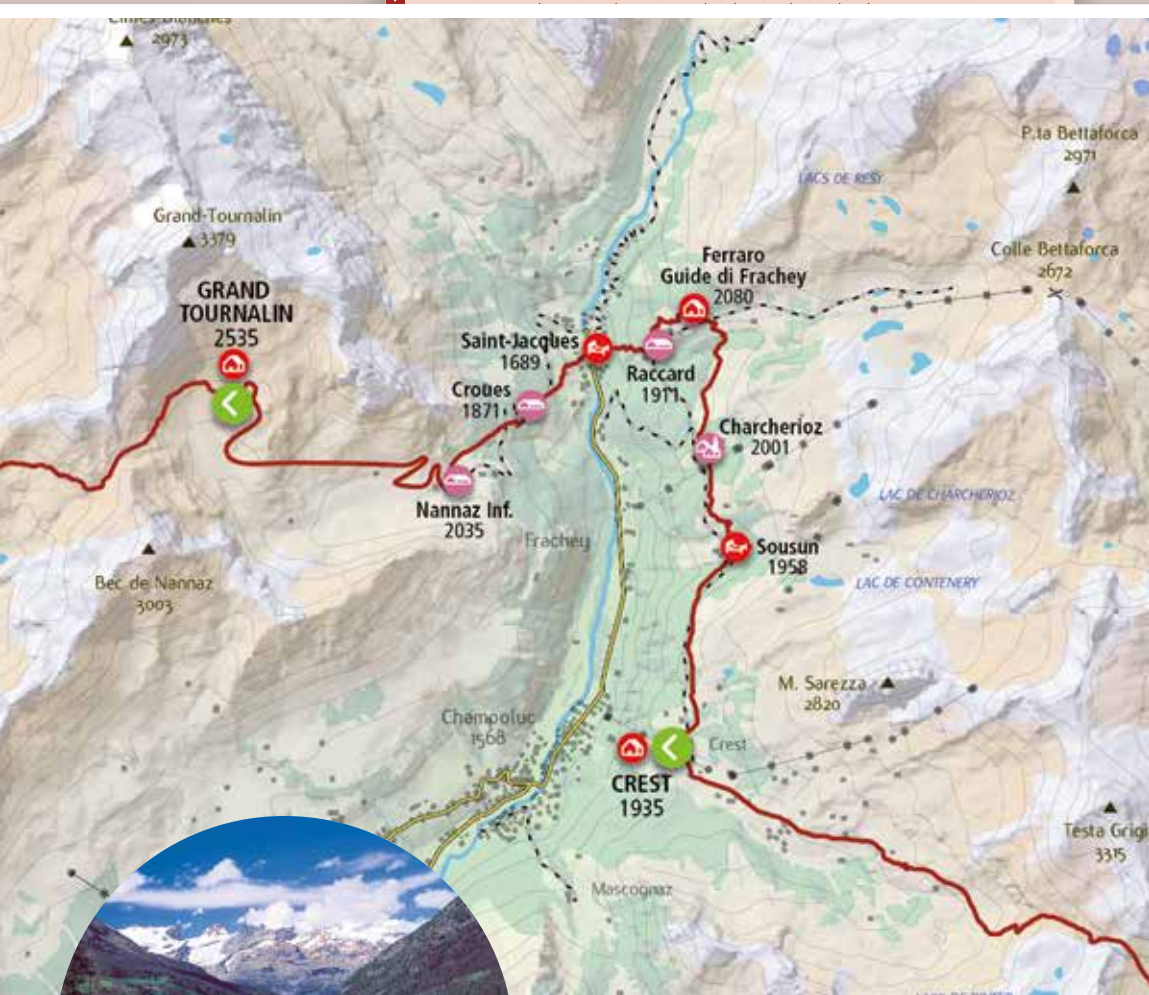 2973
P.ta Bettaforca
2971
LACS DE RESY
Grand-Tournalin
3379
Colle Bettaforca
2672
Ferraro
Guide di Frachey
2080
GRAND
TOURNALIN
2535
Saint-Jacques
1689
Raccard
1911
Croues
1871
Charcherioz
2001
Nannaz Inf.
2035
LAC DE CHARCHERIOZ
Frachey
Sousun
1958
Bec de Nannaz
3003
LAC DE CONTENERY
M. Sarezza
2820
Champoluc
1568
Crest
CREST
1935
Testa Grigi
3315
Mascognaz